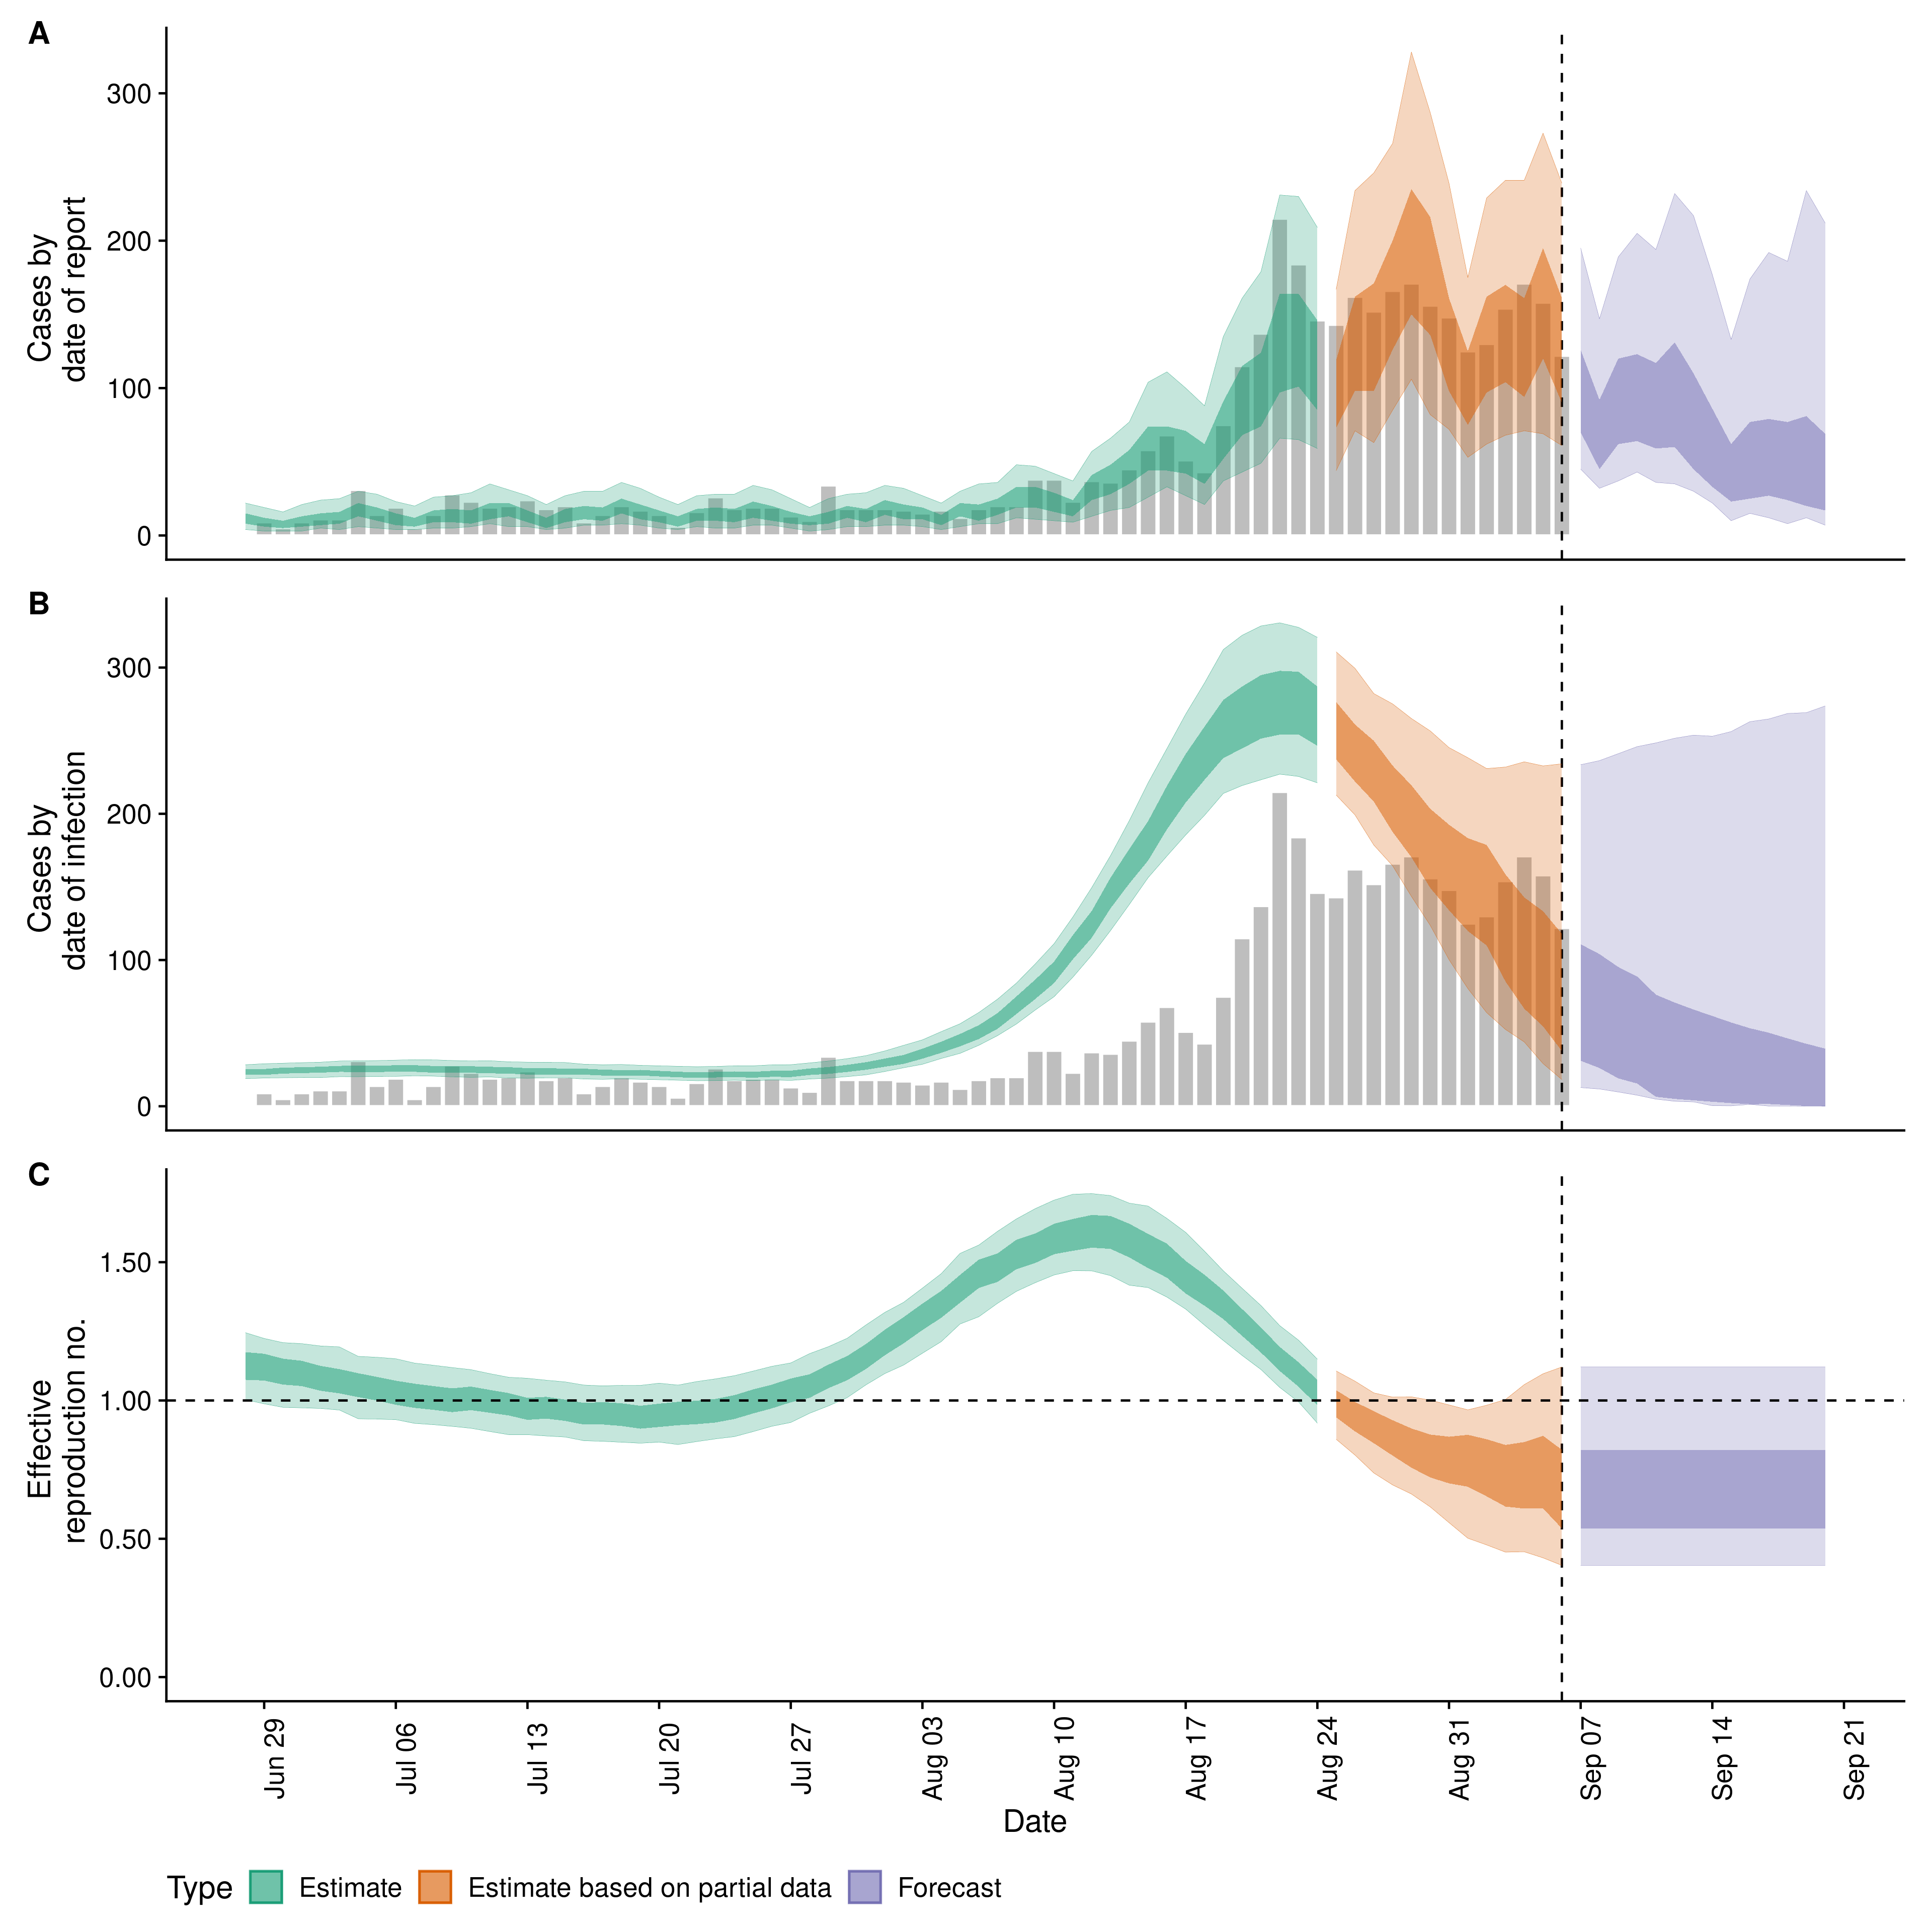 A
Cases by
date of report
300
200
100
0
B
Cases by
date of infection
300
200
100
0
C
Effective
reproduction no.
1.50
1.00
0.50
0.00
Jun 29
Jul 06
Jul 13
Jul 20
Jul 27
Aug 03
Aug 10
Aug 17
Aug 24
Aug 31
Sep 07
Sep 14
Sep 21
Date
Type Estimate Estimate based on partial data Forecast